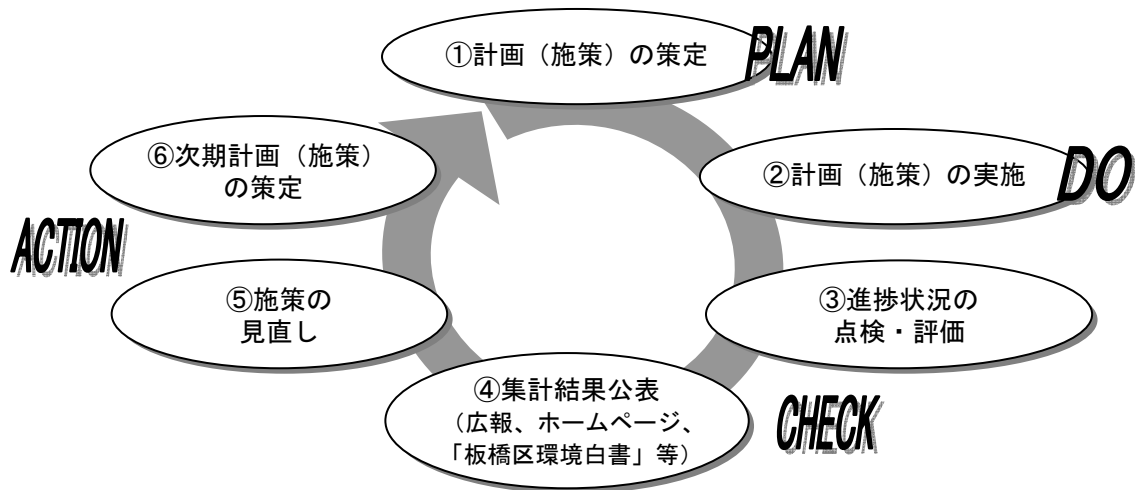 ①計画（施策）の策定
PLAN
②計画（施策）の実施
DO
③進捗状況の
点検・評価
CHECK
④集計結果公表
（広報、ホームページ、
「板橋区環境白書」等）
⑤施策の
見直し
ACTION
⑥次期計画（施策）
の策定